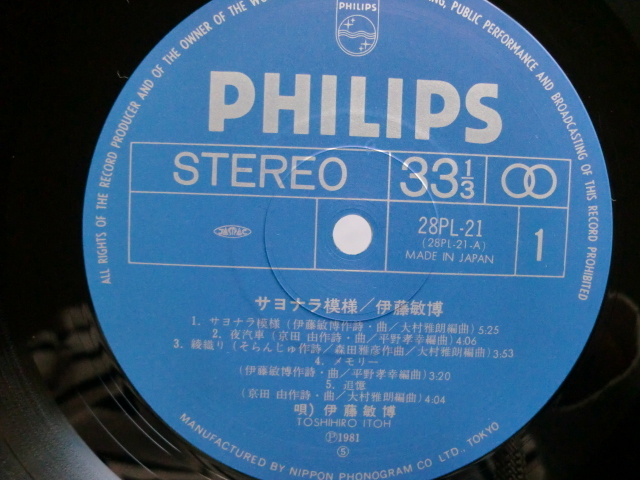 ALL RIGHTS OF THE RECORD PRODUCER AND OF THE OWNER OF THE WO
NG, PUBLIC PERFORMANCE AND BROADCASTING OF THIS RECORD PROHIBITED
PHILIPS
PHILIPS
STEREO
33 1/3
28PL-21
(28PL-21-A)
MADE IN JAPAN
1
サヨナラ模様/伊藤敏博
1. サヨナラ模様 (伊藤敏博作詩・曲/大村雅朗編曲) 5:25
2. 夜汽車 (京田 由作詩・曲/平野孝幸編曲) 4:06
3. 綾織り (そらんじゅ作詩/森田雅彦作曲/大村雅朗編曲) 3:53
4. メモリー
(伊藤敏博作詩・曲/平野孝幸編曲) 3:20
5. 追憶
(京田 由作詩・曲/大村雅朗編曲) 4:04
唄) 伊藤敏博
TOSHIHIRO ITOH
Ⓟ1981
⑤
MANUFACTURED BY NIPPON PHONOGRAM CO LTD., TOKYO